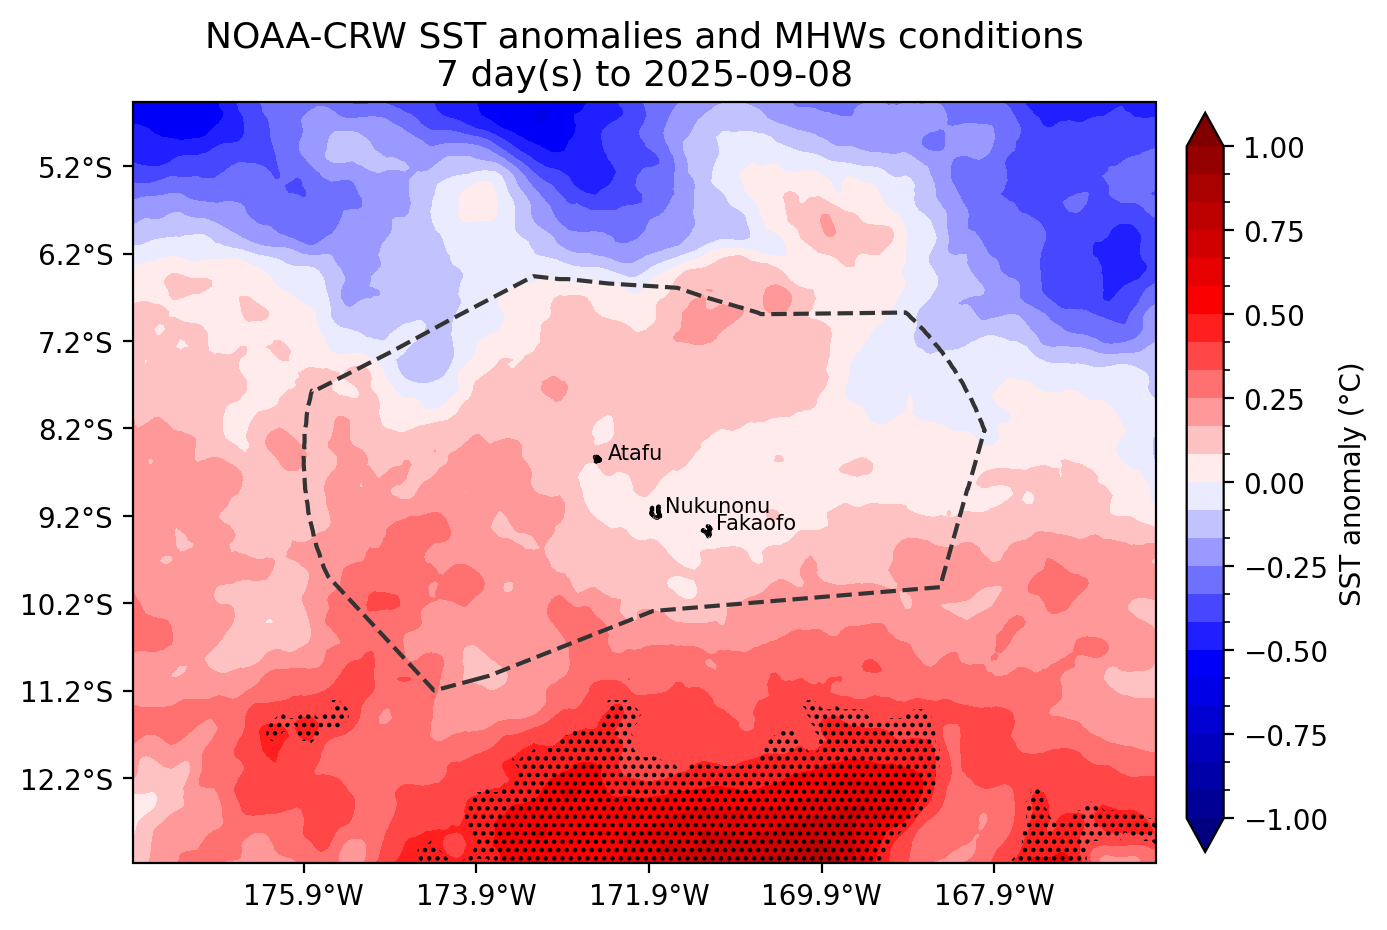 NOAA-CRW SST anomalies and MHWs conditions
7 day(s) to 2025-09-08
5.2°S
6.2°S
7.2°S
8.2°S
9.2°S
10.2°S
11.2°S
12.2°S
Atafu
Nukunonu
Fakaofo
175.9°W
173.9°W
171.9°W
169.9°W
167.9°W
1.00
0.75
0.50
0.25
0.00
−0.25
−0.50
−0.75
−1.00
SST anomaly (°C)